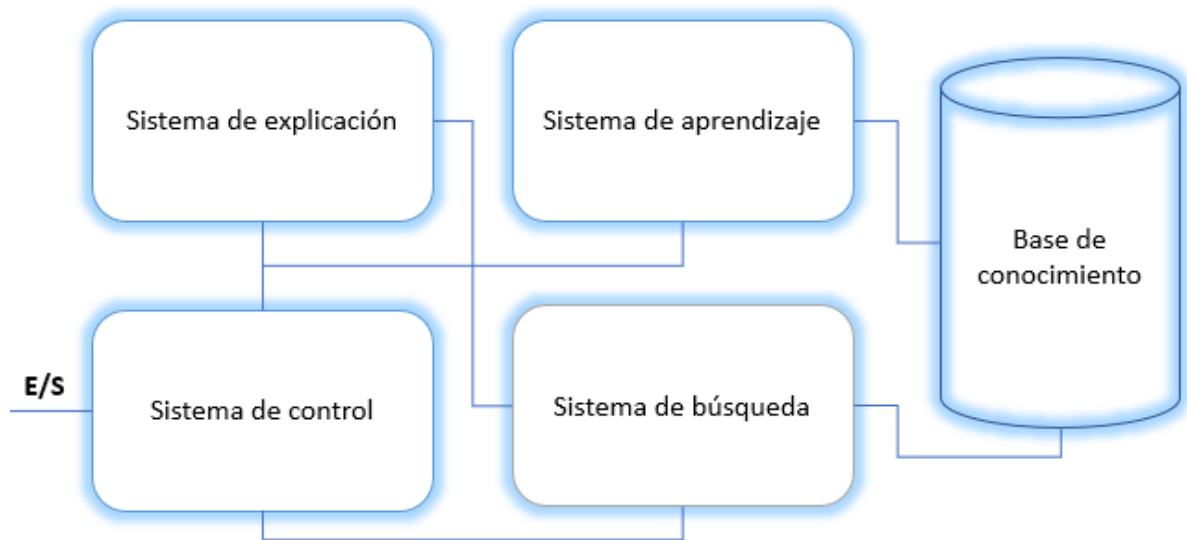 Sistema de explicación
Sistema de aprendizaje
Base de
conocimiento
E/S
Sistema de control
Sistema de búsqueda